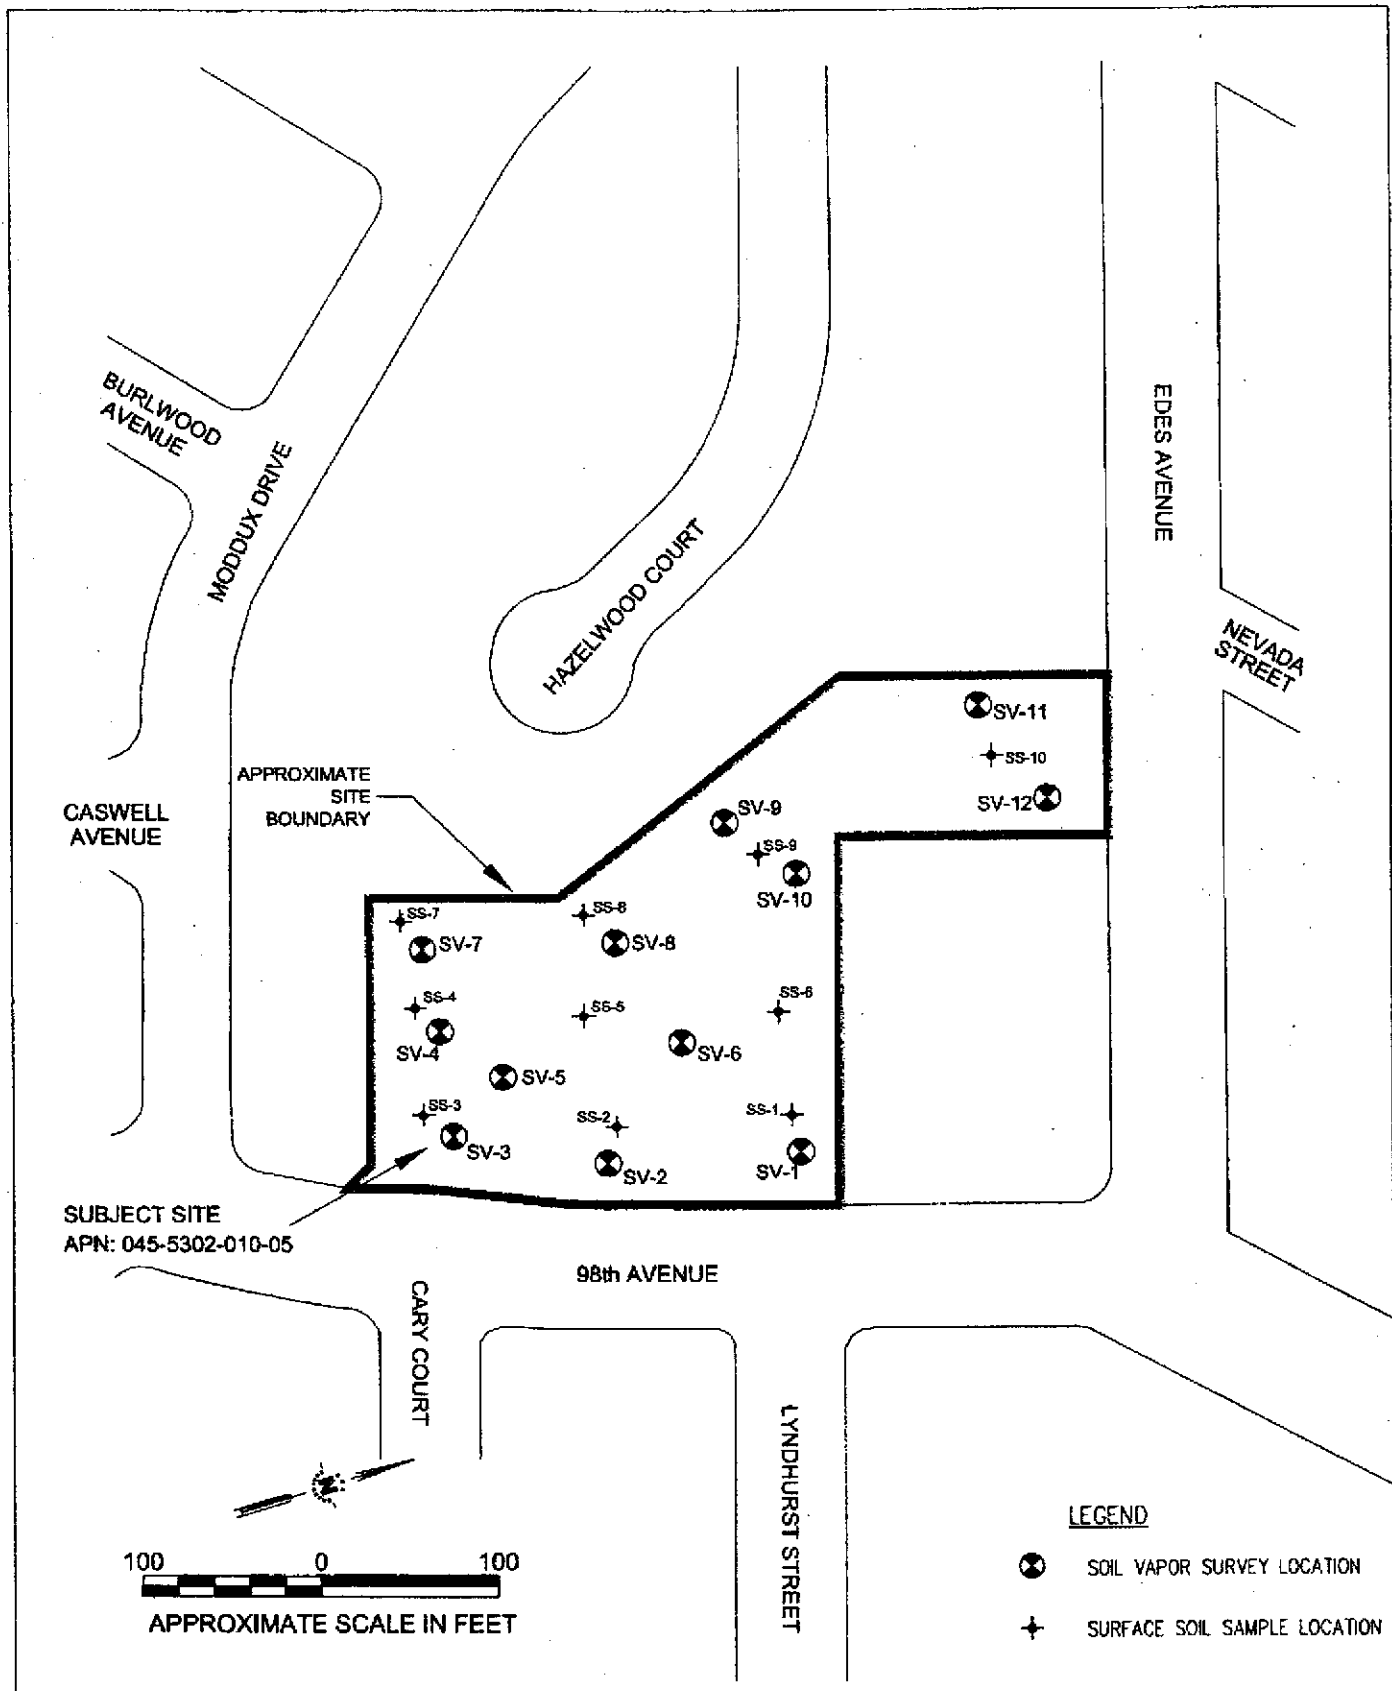 BURLWOOD
AVENUE
MODDUX DRIVE
HAZELWOOD COURT
EDES AVENUE
NEVADA
STREET
SV-11
SS-10
SV-12
APPROXIMATE
SITE
BOUNDARY
CASWELL
AVENUE
SV-9
SS-9
SV-10
SS-7
SS-8
SV-7
SV-8
SS-4
SS-5
SS-6
SV-4
SV-6
SV-5
SS-3
SS-2
SS-1
SV-3
SV-2
SV-1
SUBJECT SITE
APN: 045-5302-010-05
98th AVENUE
CARY COURT
LYNDHURST STREET
N
100 0 100
APPROXIMATE SCALE IN FEET
LEGEND
SOIL VAPOR SURVEY LOCATION
SURFACE SOIL SAMPLE LOCATION